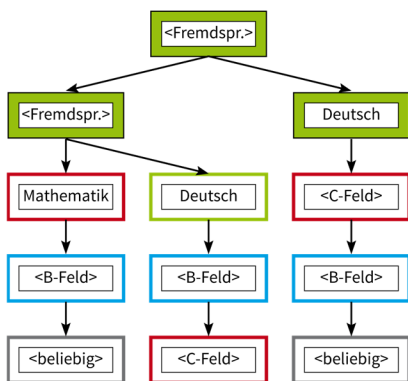 <Fremdspr.>
<Fremdspr.>
Deutsch
Mathematik
Deutsch
<C-Feld>
<B-Feld>
<B-Feld>
<B-Feld>
<beliebig>
<C-Feld>
<beliebig>